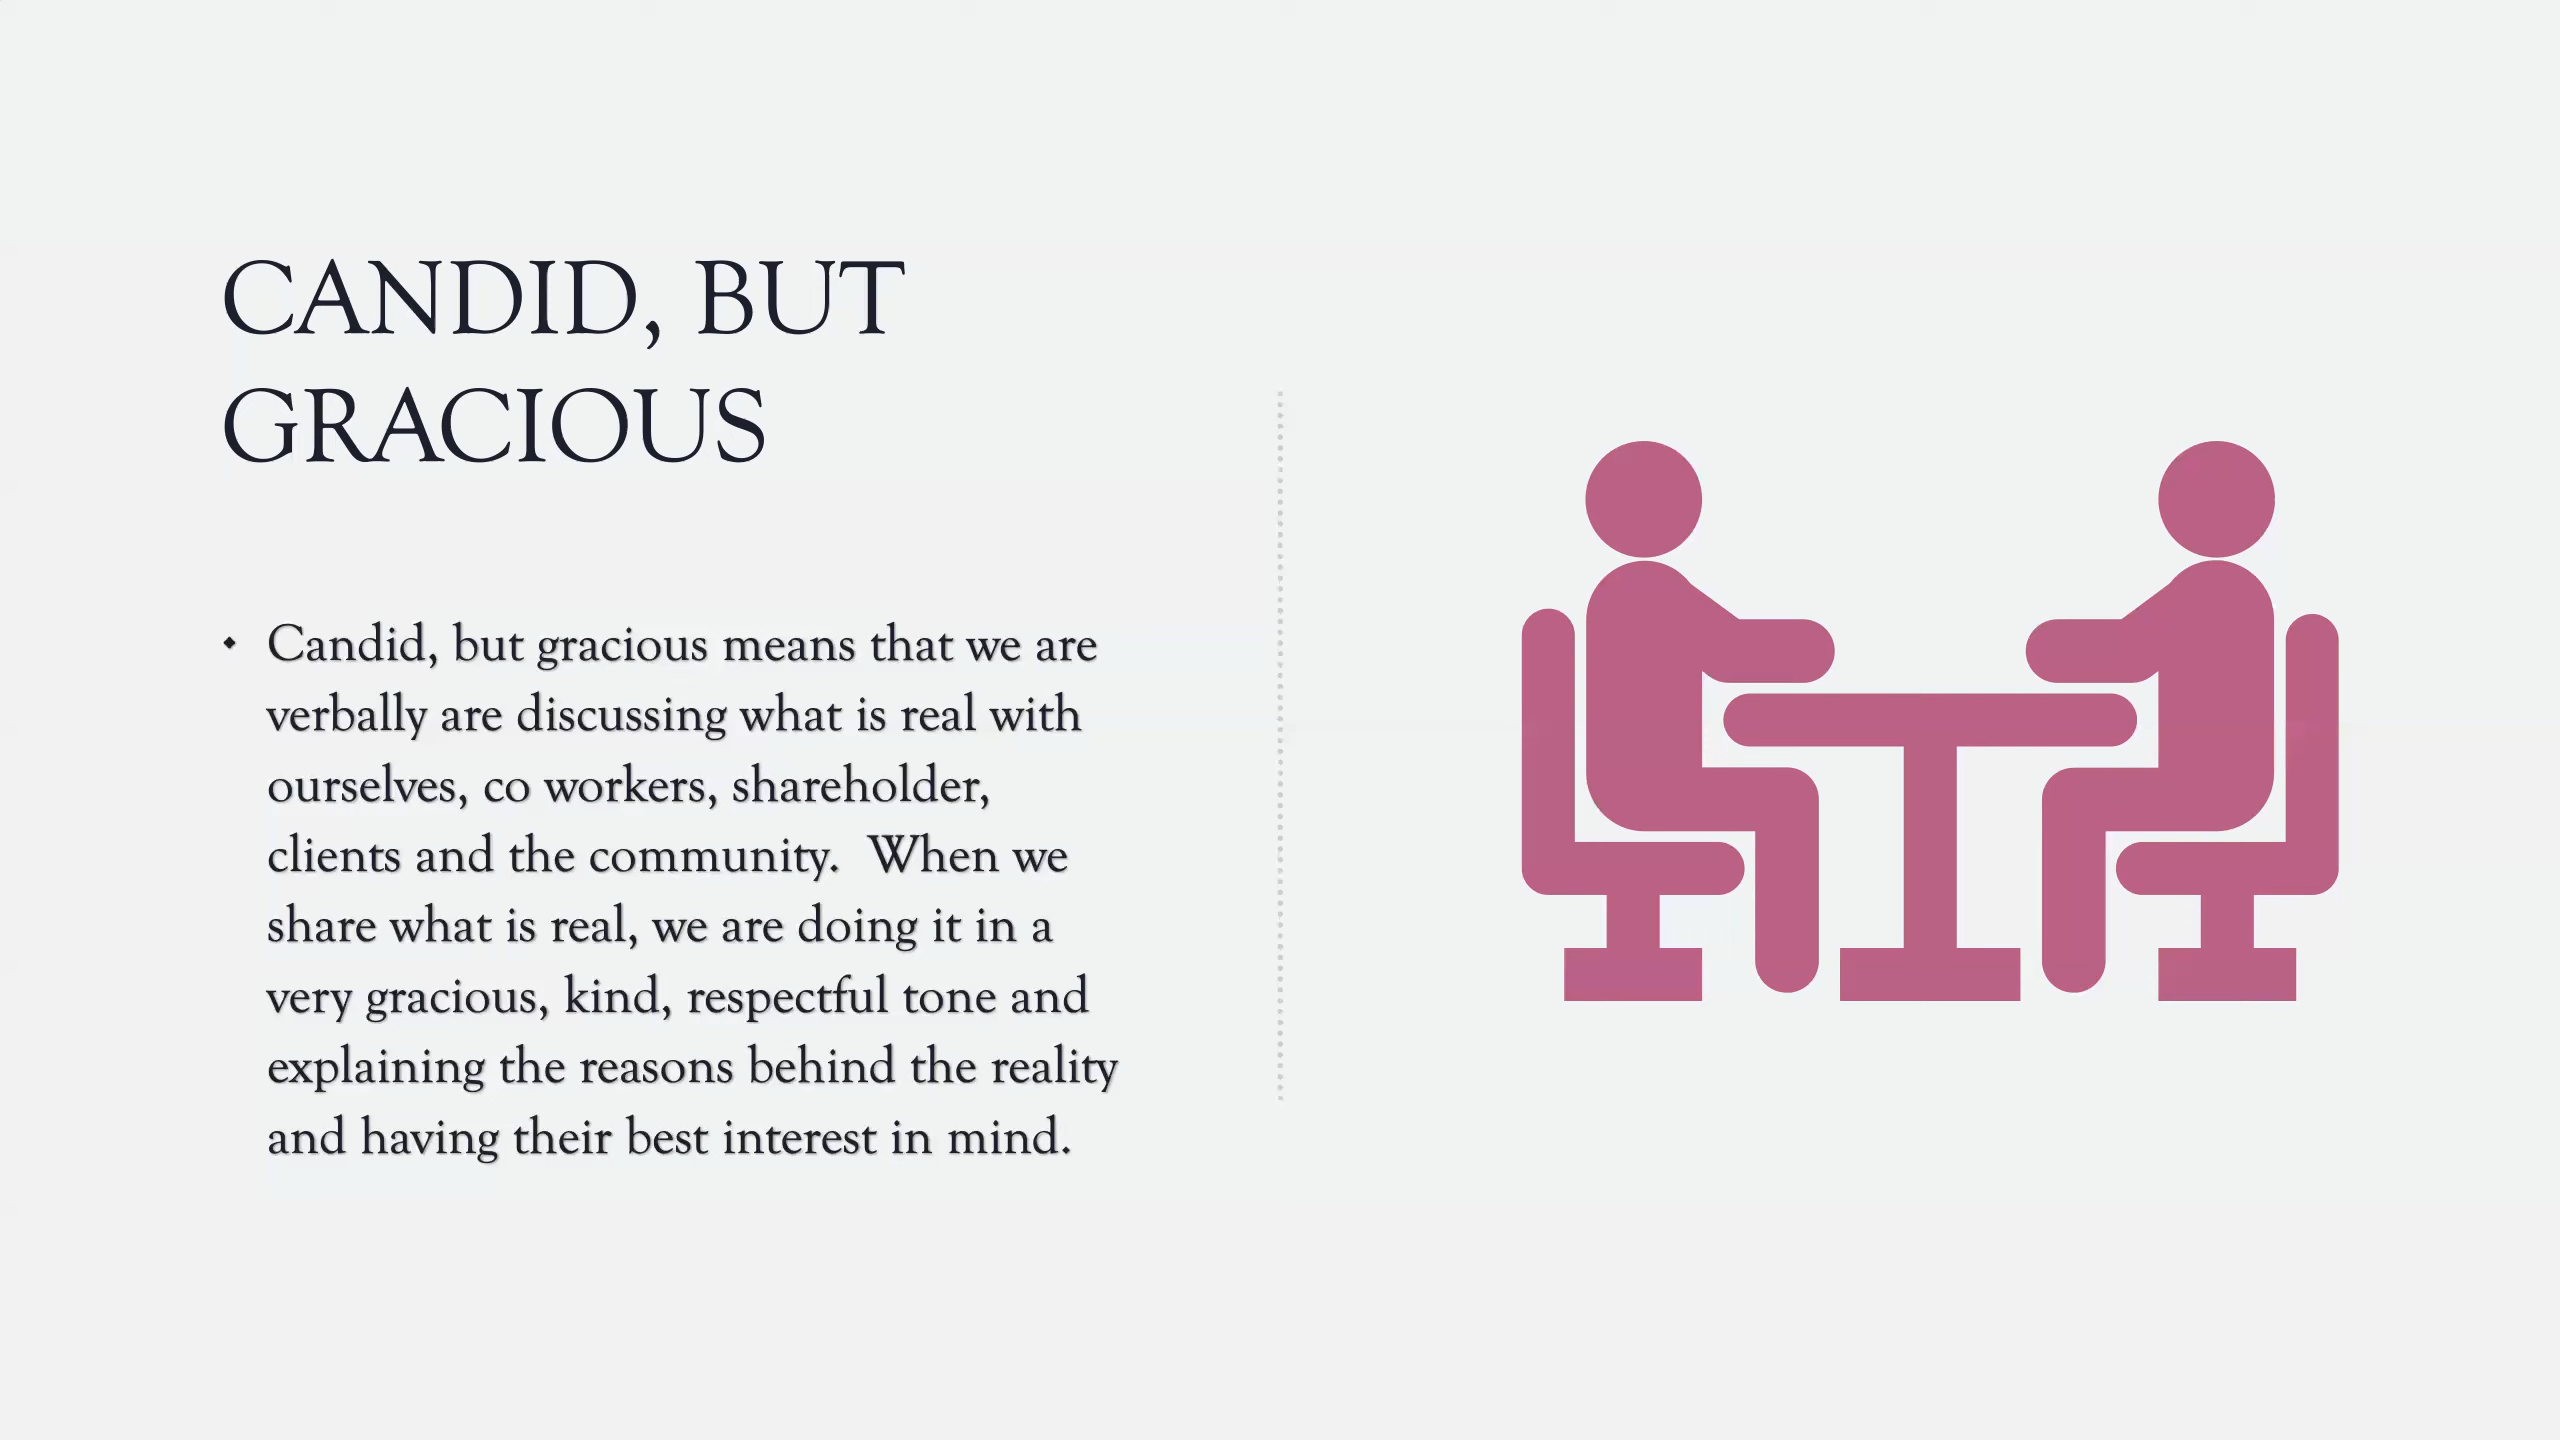 CANDID, BUT
GRACIOUS
• Candid, but gracious means that we are
verbally are discussing what is real with
ourselves, co workers, shareholder,
clients and the community.  When we
share what is real, we are doing it in a
very gracious, kind, respectful tone and
explaining the reasons behind the reality
and having their best interest in mind.